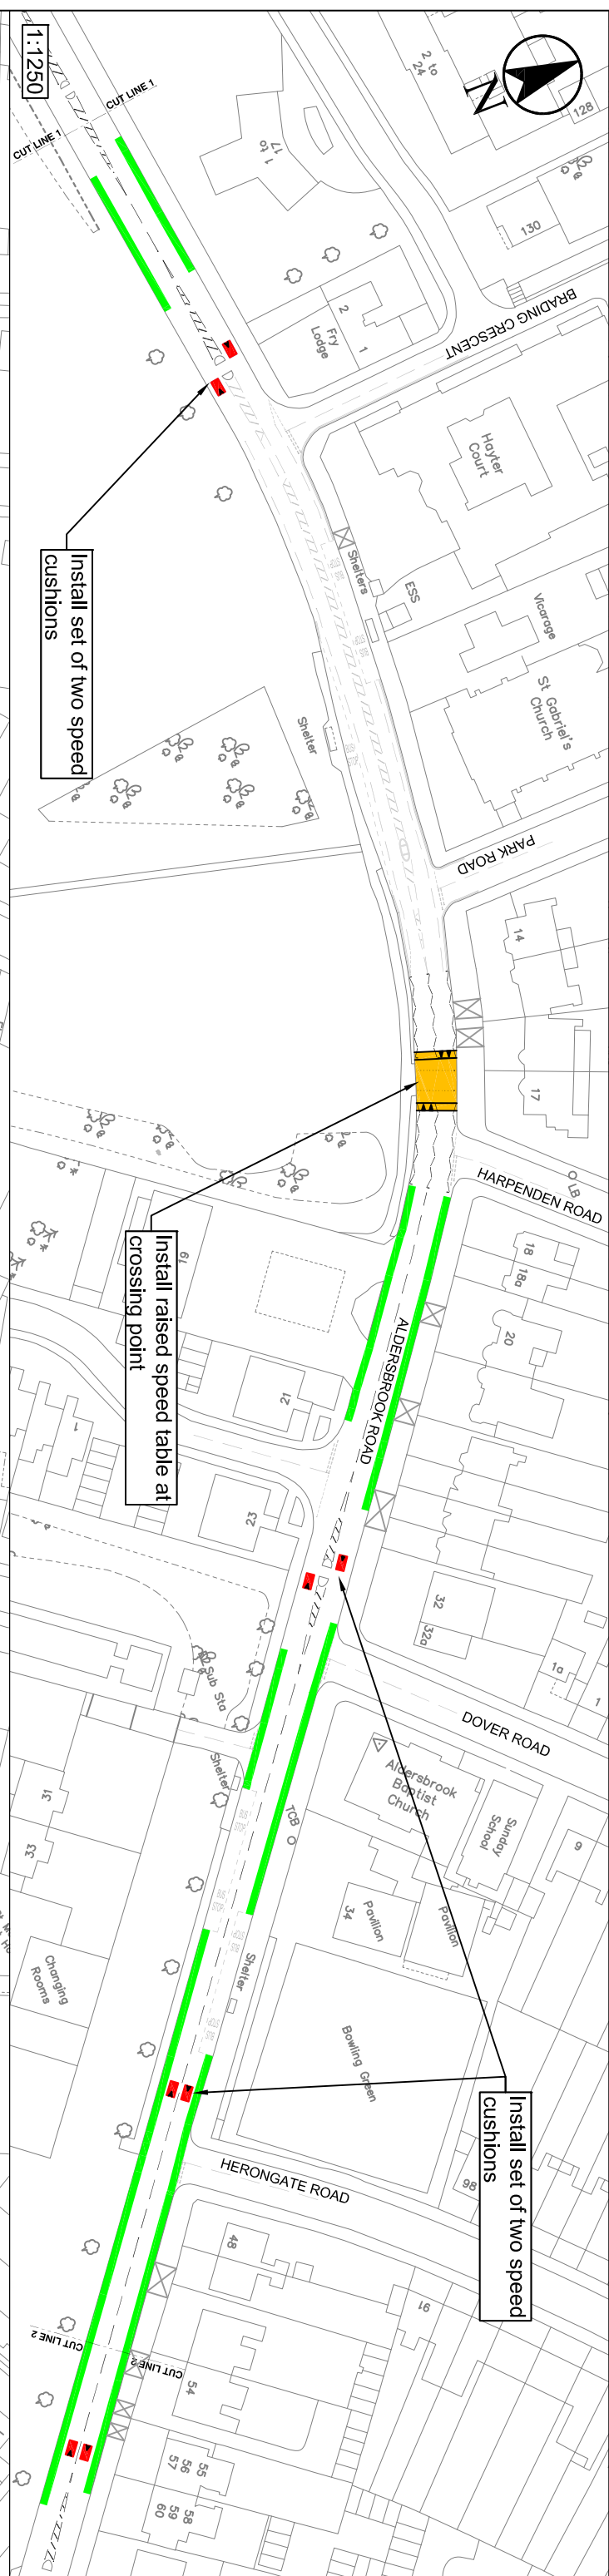 1:1250
CUT LINE 1
CUT LINE 1
N
2 to
24
128
130
1 to
17
BRADING CRESCENT
2
1
Fry
Lodge
Hayter
Court
Install set of two speed
cushions
Shelters
ESS
Vicarage
St Gabriel's
Church
Shelter
PARK ROAD
14
17
LB
HARPENDEN ROAD
Install raised speed table at
crossing point
18
18a
20
ALDERSBROOK ROAD
19
21
1
23
32
32a
1a
1
DOVER ROAD
Sub Sta
Shelter
Aldersbrook
Baptist
Church
Sunday
School
9
TCB
31
33
34
Pavilion
Pavilion
Shelter
Changing
Rooms
Bowling Green
Install set of two speed
cushions
98
HERONGATE ROAD
48
91
CUT LINE 2
CUT LINE 2
54
55
56
57
58
59
60